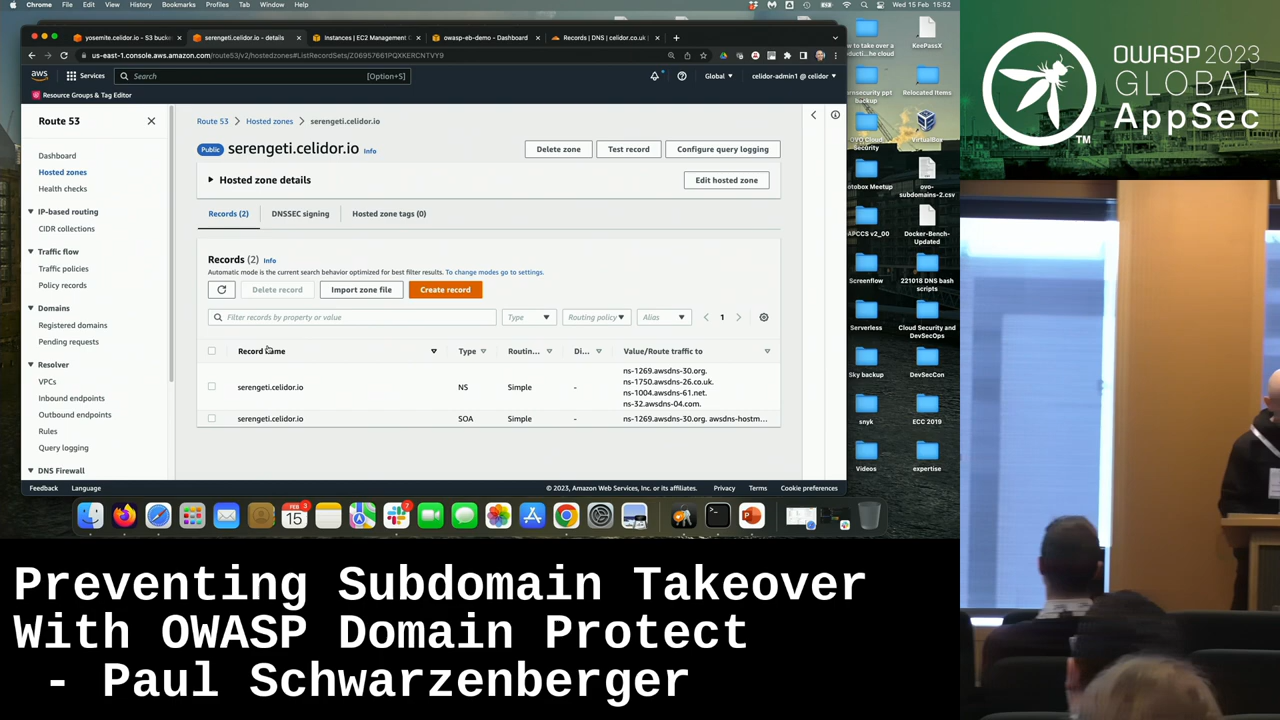 Chrome File Edit View History Bookmarks Profiles Tab Window Help
Wed 15 Feb 15:52
yosemite.celidor.io - S3 bucke
serengeti.celidor.io - details
Instances | EC2 Management C
owasp-eb-demo - Dashboard
Records | DNS | celidor.co.uk
us-east-1.console.aws.amazon.com/route53/v2/hostedzones#ListRecordSets/Z06957661PQXKERCNTVY9
aws Services Search [Option+S] Global celidor-admin1 @ celidor
Resource Groups & Tag Editor
Route 53
Dashboard
Hosted zones
Health checks
IP-based routing
CIDR collections
Traffic flow
Traffic policies
Policy records
Domains
Registered domains
Pending requests
Resolver
VPCs
Inbound endpoints
Outbound endpoints
Rules
Query logging
DNS Firewall
Route 53 Hosted zones serengeti.celidor.io
Public serengeti.celidor.io Info
Delete zone Test record Configure query logging
Hosted zone details
Edit hosted zone
Records (2) DNSSEC signing Hosted zone tags (0)
Records (2) Info
Automatic mode is the current search behavior optimized for best filter results. To change modes go to settings.
Delete record Import zone file Create record
Filter records by property or value Type Routing policy Alias 1
Record name Type Routin... Di... Value/Route traffic to
serengeti.celidor.io NS Simple -
ns-1269.awsdns-30.org.
ns-1750.awsdns-26.co.uk.
ns-1004.awsdns-61.net.
ns-32.awsdns-04.com.
serengeti.celidor.io SOA Simple - ns-1269.awsdns-30.org. awsdns-hostm...
Feedback Language © 2023, Amazon Web Services, Inc. or its affiliates. Privacy Terms Cookie preferences
KeePassX
Relocated Items
VirtualBox
ovo-
subdomains-2.csv
Docker-Bench-
Updated
APCCS v2_00
Screenflow
221018 DNS bash
scripts
Serverless
Cloud Security and
DevSecOps
Sky backup
DevSecCon
snyk
ECC 2019
Videos
expertise
FEB
15
OWASP 2023
GLOBAL
AppSec
TM
Preventing Subdomain Takeover
With OWASP Domain Protect
- Paul Schwarzenberger